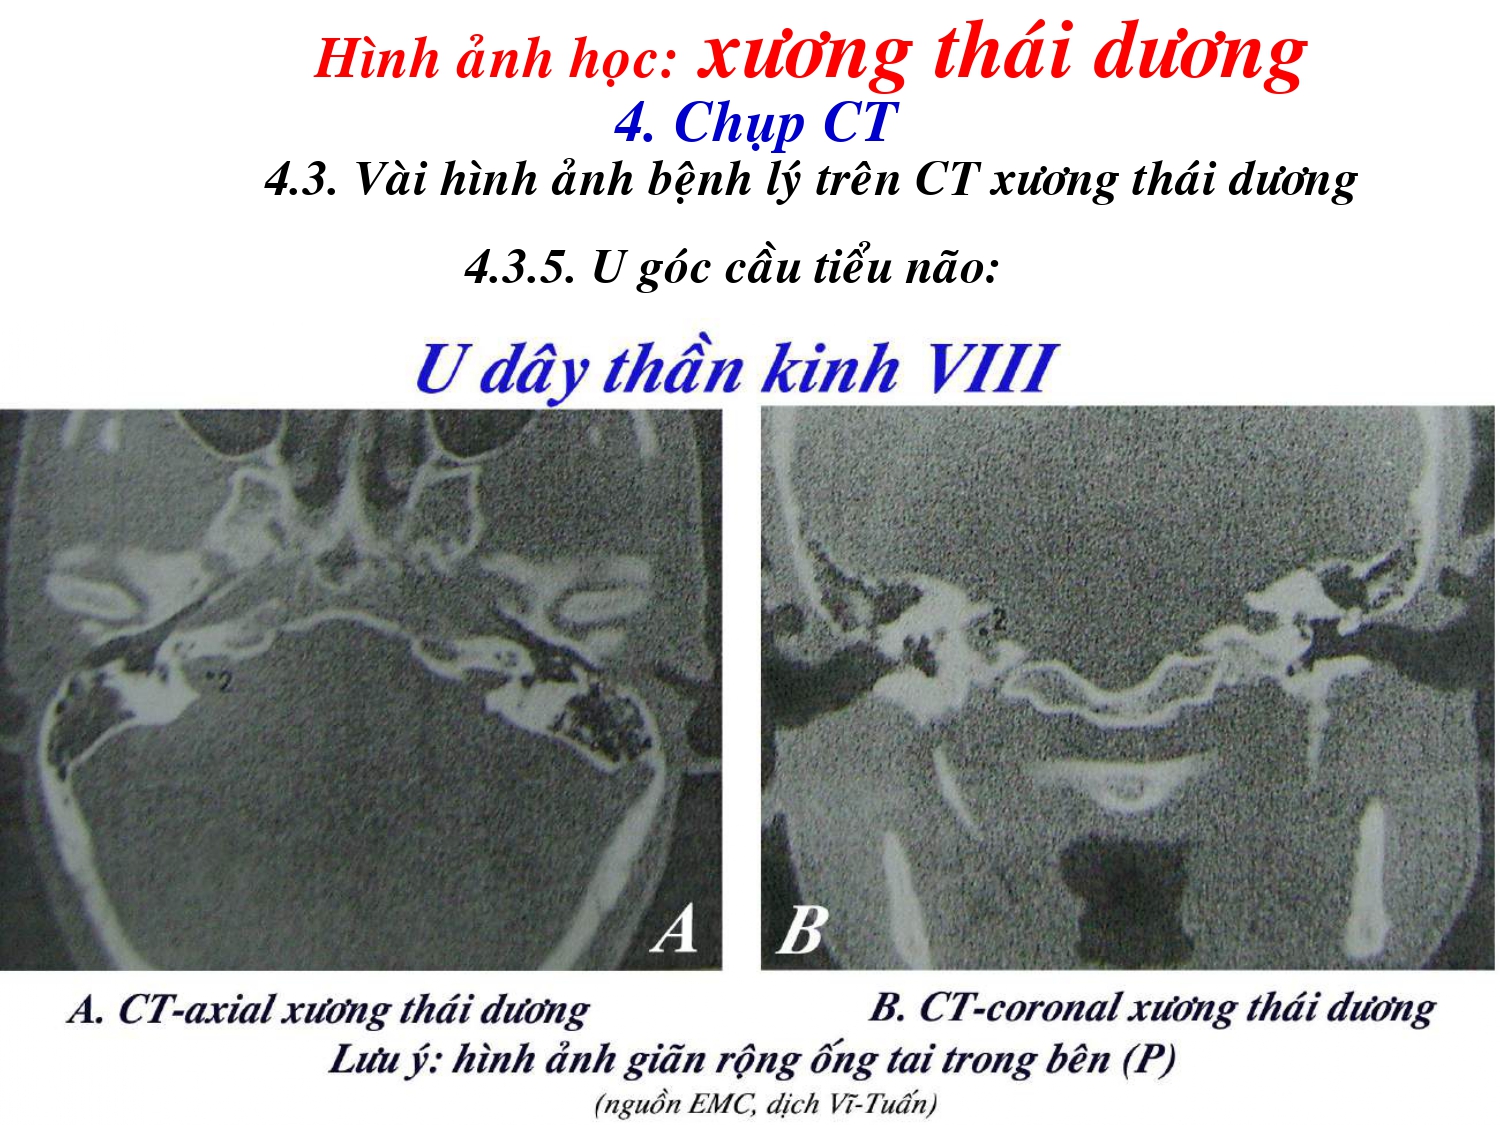 Hình ảnh học: xương thái dương
4. Chụp CT
4.3. Vài hình ảnh bệnh lý trên CT xương thái dương
4.3.5. U góc cầu tiểu não:
U dây thần kinh VIII
2
2
A
B
A. CT-axial xương thái dương
B. CT-coronal xương thái dương
Lưu ý: hình ảnh giãn rộng ống tai trong bên (P)
(nguồn EMC, dịch Vĩ-Tuấn)